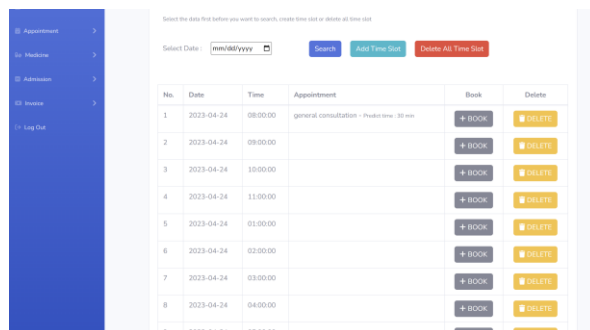 Select the data first before you want to search, create time slot or delete all time slot
Appointment
Medicine
Admission
Invoice
Log Out
Select Date : mm/dd/yyyy Search Add Time Slot Delete All Time Slot
No. Date Time Appointment Book Delete
1 2023-04-24 08:00:00 general consultation - Predict time : 30 min + BOOK DELETE
2 2023-04-24 09:00:00 + BOOK DELETE
3 2023-04-24 10:00:00 + BOOK DELETE
4 2023-04-24 11:00:00 + BOOK DELETE
5 2023-04-24 01:00:00 + BOOK DELETE
6 2023-04-24 02:00:00 + BOOK DELETE
7 2023-04-24 03:00:00 + BOOK DELETE
8 2023-04-24 04:00:00 + BOOK DELETE